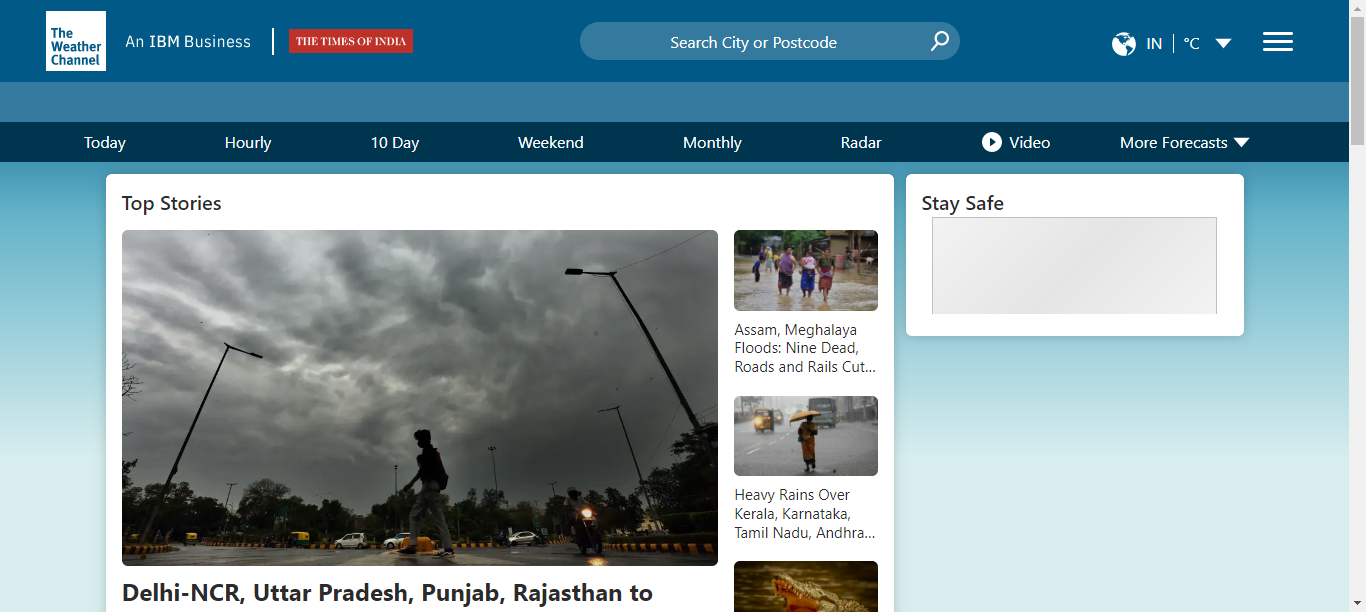 The
Weather
Channel
An IBM Business
THE TIMES OF INDIA
Search City or Postcode
IN
°C
Today
Hourly
10 Day
Weekend
Monthly
Radar
Video
More Forecasts
Top Stories
Delhi-NCR, Uttar Pradesh, Punjab, Rajasthan to
Assam, Meghalaya
Floods: Nine Dead,
Roads and Rails Cut...
Heavy Rains Over
Kerala, Karnataka,
Tamil Nadu, Andhra...
Stay Safe